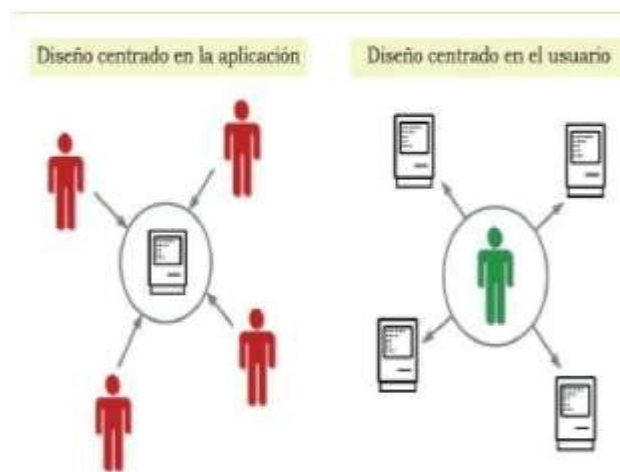 Diseño centrado en la aplicación
Diseño centrado en el usuario